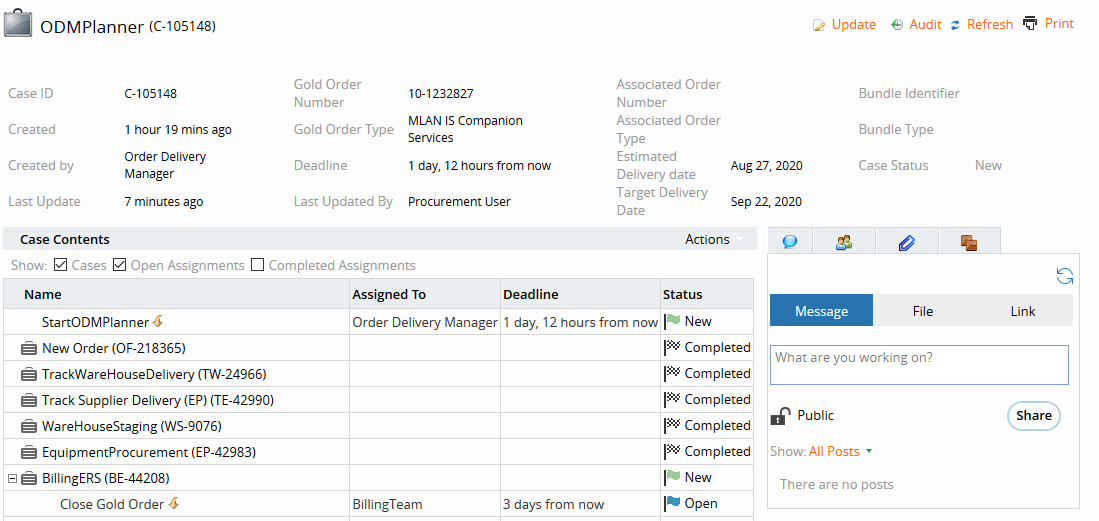 ODMPlanner (C-105148)
Update Audit Refresh Print
Case ID C-105148 Gold Order Number 10-1232827 Associated Order Number Bundle Identifier
Created 1 hour 19 mins ago Gold Order Type MLAN IS Companion Services Associated Order Type Bundle Type
Created by Order Delivery Manager Deadline 1 day, 12 hours from now Estimated Delivery date Aug 27, 2020 Case Status New
Last Update 7 minutes ago Last Updated By Procurement User Target Delivery Date Sep 22, 2020
Case Contents Actions
Show: Cases Open Assignments Completed Assignments
Name Assigned To Deadline Status
StartODMPlanner Order Delivery Manager 1 day, 12 hours from now New
New Order (OF-218365) Completed
TrackWareHouseDelivery (TW-24966) Completed
Track Supplier Delivery (EP) (TE-42990) Completed
WareHouseStaging (WS-9076) Completed
EquipmentProcurement (EP-42983) Completed
BillingERS (BE-44208) New
Close Gold Order BillingTeam 3 days from now Open
Message File Link
What are you working on?
Public Share
Show: All Posts
There are no posts